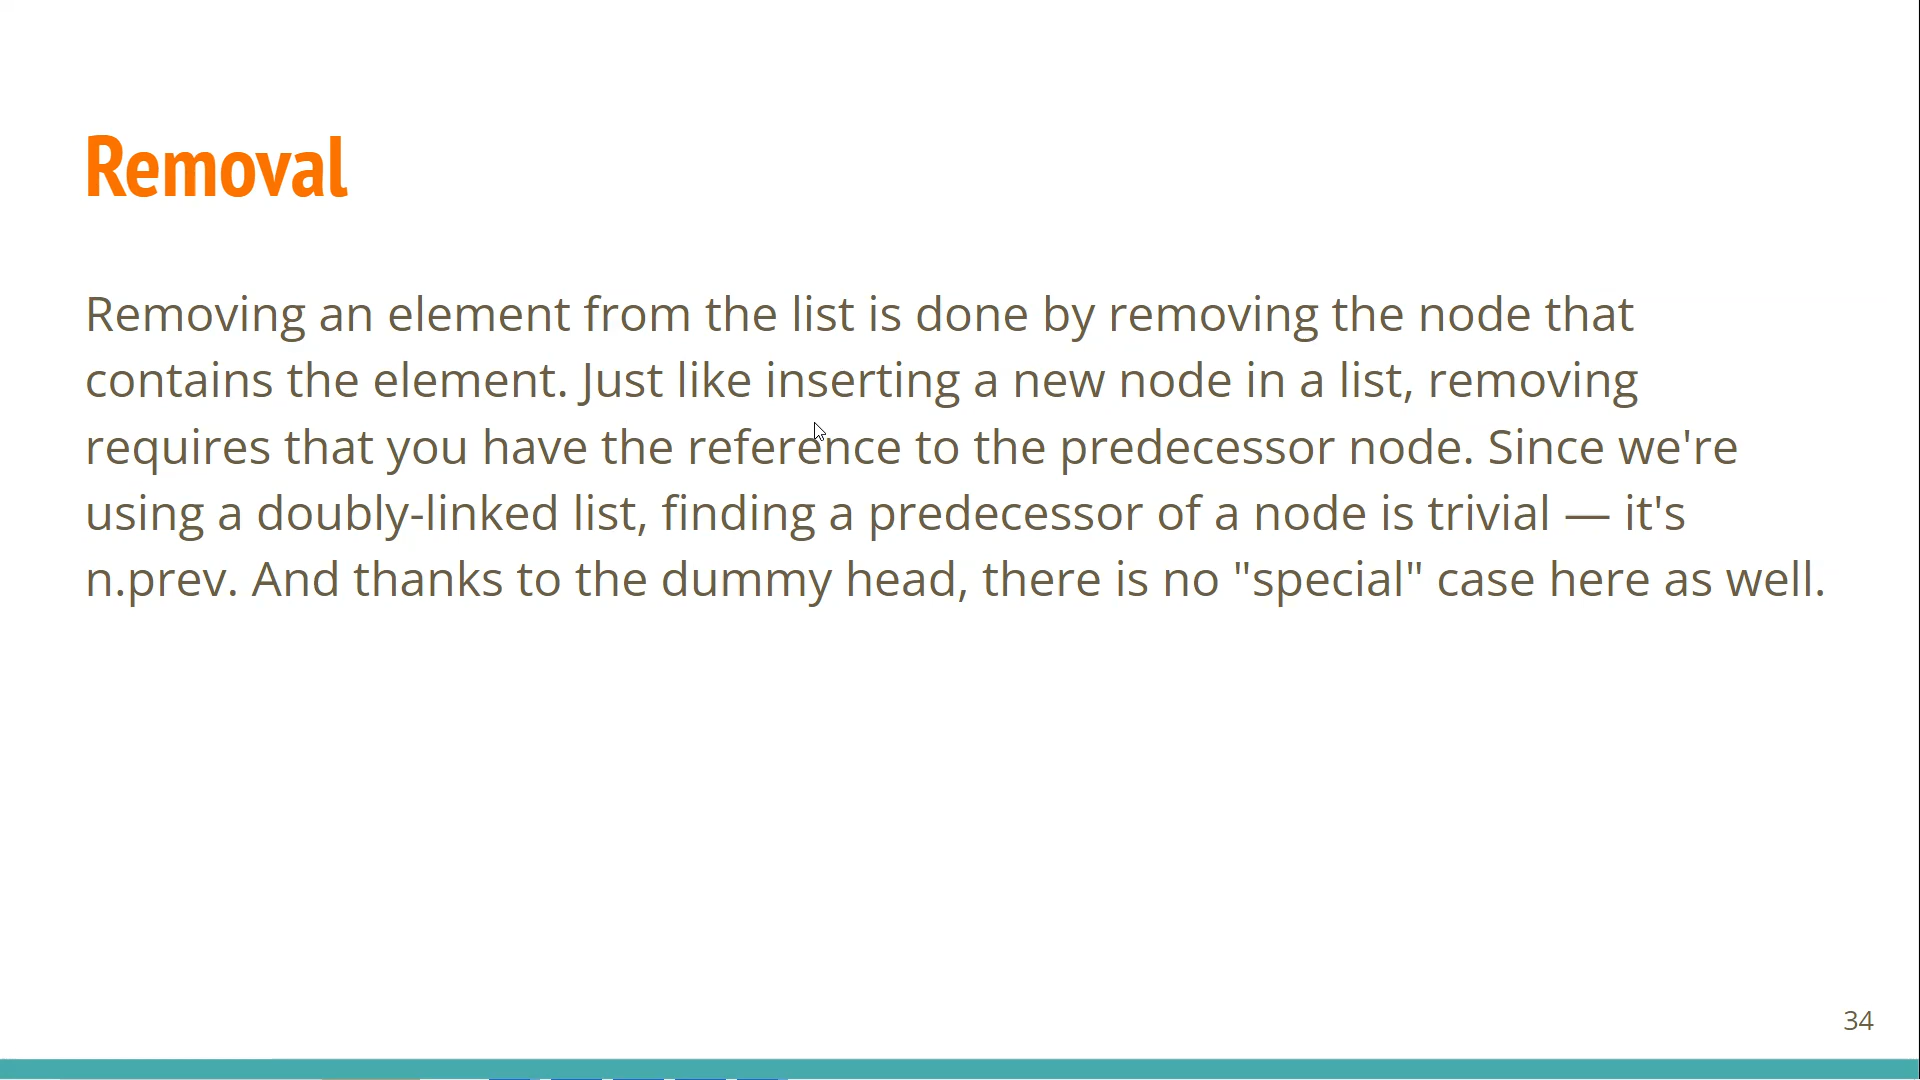 Removal
Removing an element from the list is done by removing the node that
contains the element. Just like inserting a new node in a list, removing
requires that you have the reference to the predecessor node. Since we're
using a doubly-linked list, finding a predecessor of a node is trivial — it's
n.prev. And thanks to the dummy head, there is no "special" case here as well.
34